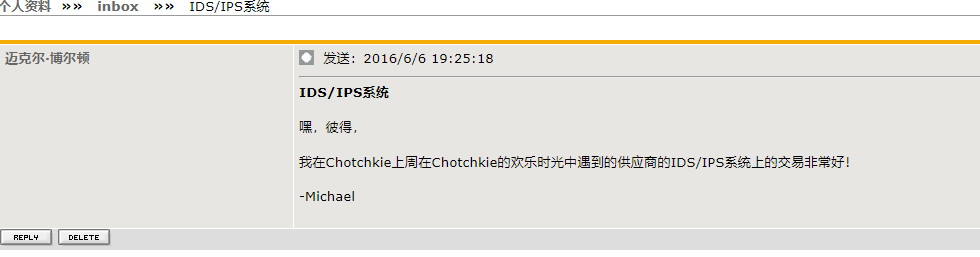 个人资料 »» inbox »» IDS/IPS系统
迈克尔-博尔顿
发送：2016/6/6 19:25:18
IDS/IPS系统
嘿，彼得，
我在Chotchkie上周在Chotchkie的欢乐时光中遇到的供应商的IDS/IPS系统上的交易非常好！
-Michael
REPLY DELETE